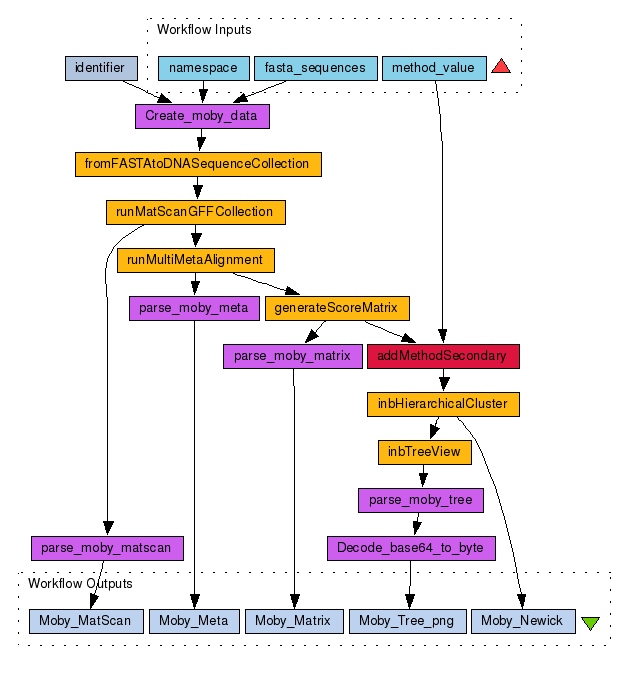 Workflow Inputs
identifier
namespace
fasta_sequences
method_value
Create_moby_data
fromFASTAtoDNASequenceCollection
runMatScanGFFCollection
runMultiMetaAlignment
parse_moby_meta
generateScoreMatrix
parse_moby_matrix
addMethodSecondary
inbHierarchicalCluster
inbTreeView
parse_moby_tree
parse_moby_matscan
Decode_base64_to_byte
Workflow Outputs
Moby_MatScan
Moby_Meta
Moby_Matrix
Moby_Tree_png
Moby_Newick